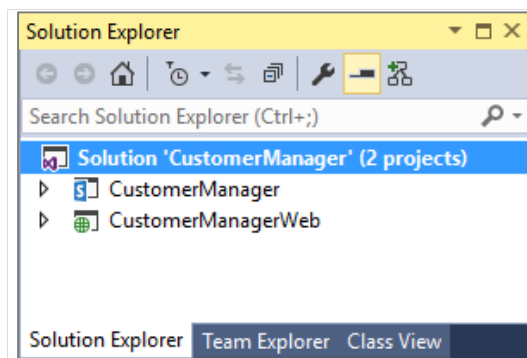 Solution Explorer
Search Solution Explorer (Ctrl+;)
Solution 'CustomerManager' (2 projects)
CustomerManager
CustomerManagerWeb
Solution Explorer Team Explorer Class View